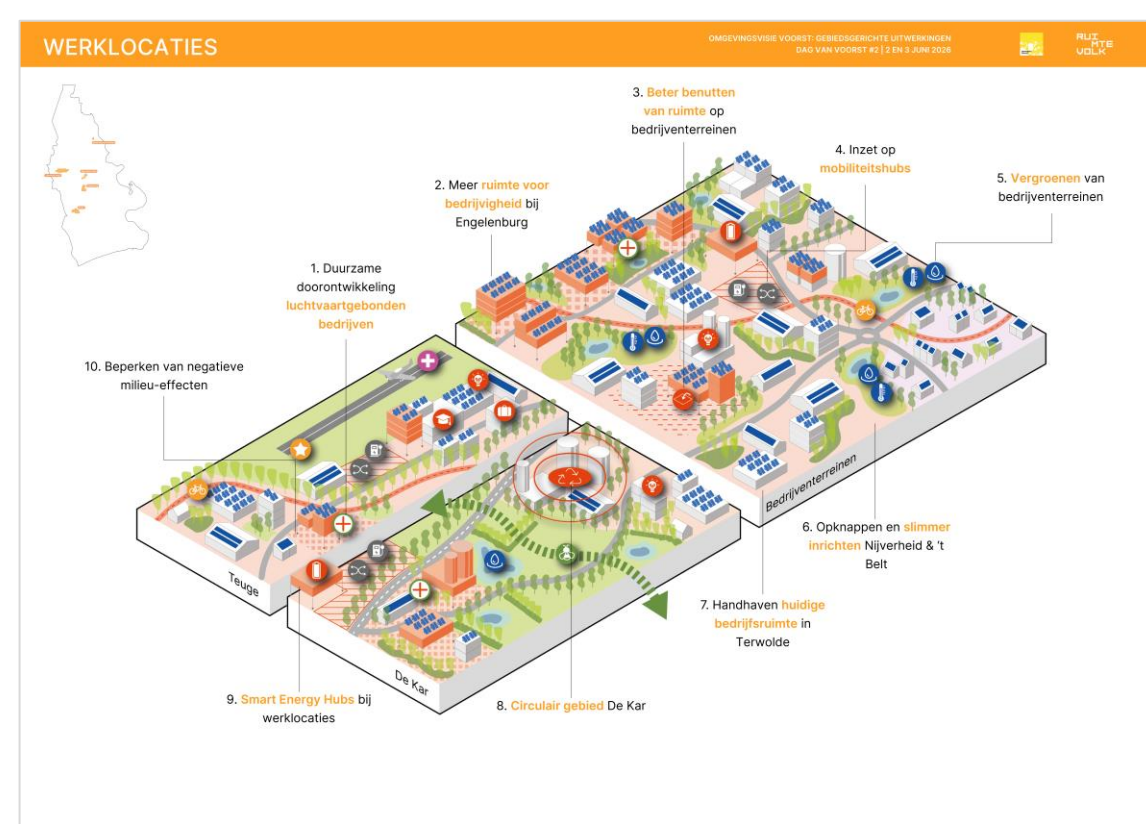 WERKLOCATIES
OMGEVINGSVISIE VOORST: GEBIEDSGERICHTE UITWERKINGEN
DAG VAN VOORST #2 | 2 EN 3 JUNI 2026
RUI
MTE
VOLK
3. Beter benutten
van ruimte op
bedrijventerreinen
4. Inzet op
mobiliteitshubs
5. Vergroenen van
bedrijventerreinen
2. Meer ruimte voor
bedrijvigheid bij
Engelenburg
1. Duurzame
doorontwikkeling
luchtvaartgebonden
bedrijven
10. Beperken van negatieve
milieu-effecten
Bedrijventerreinen
6. Opknappen en slimmer
inrichten Nijverheid & 't
Belt
Teuge
7. Handhaven huidige
bedrijfsruimte in
Terwolde
De Kar
9. Smart Energy Hubs bij
werklocaties
8. Circulair gebied De Kar